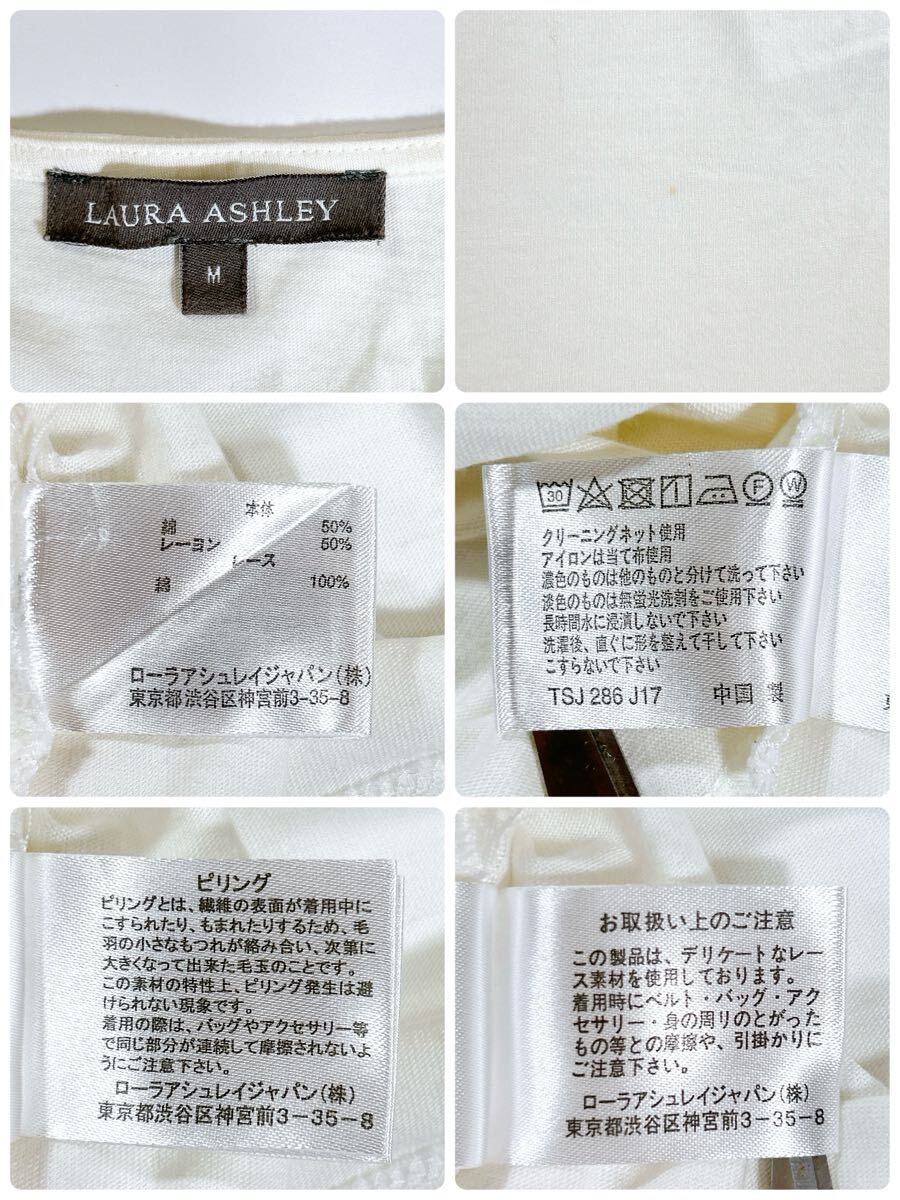 LAURA ASHLEY
M
本体
綿 50%
レーヨン 50%
レース
綿 100%
ローラアシュレイジャパン(株)
東京都渋谷区神宮前3-35-8
30 F W
クリーニングネット使用
アイロンは当て布使用
濃色のものは他のものと分けて洗って下さい
淡色のものは無蛍光洗剤をご使用下さい
長時間水に浸漬しないで下さい
洗濯後、直ぐに形を整えて干して下さい
こすらないで下さい
TSJ 286 J17 中国 製
ピリング
ピリングとは、繊維の表面が着用中に
こすられたり、もまれたりするため、毛
羽の小さなもつれが絡み合い、次第に
大きくなって出来た毛玉のことです。
この素材の特性上、ピリング発生は避
けられない現象です。
着用の際は、バッグやアクセサリー等
で同じ部分が連続して摩擦されないよ
うにご注意下さい。
ローラアシュレイジャパン(株)
東京都渋谷区神宮前3-35-8
お取扱い上のご注意
この製品は、デリケートなレー
ス素材を使用しております。
着用時にベルト・バッグ・アク
セサリー・身の周りのとがった
もの等との摩擦や、引掛かりに
ご注意下さい。
ローラアシュレイジャパン(株)
東京都渋谷区神宮前3-35-8